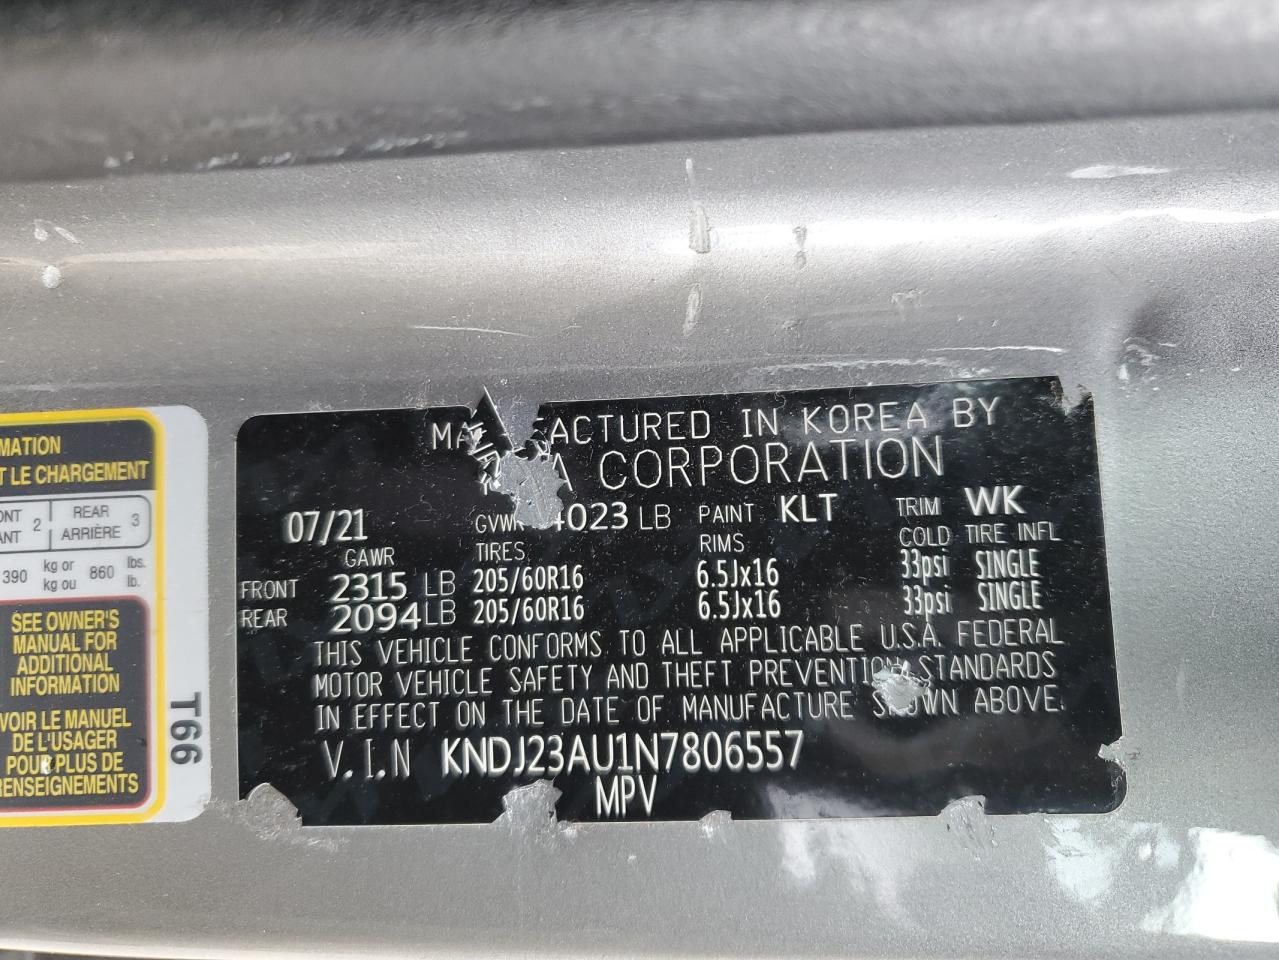 MATION
T LE CHARGEMENT
ONT 2 REAR 3
ANT ARRIÈRE
390 kg or 860 lbs.
kg ou lb.
SEE OWNER'S
MANUAL FOR
ADDITIONAL
INFORMATION
VOIR LE MANUEL
DE L'USAGER
POUR PLUS DE
RENSEIGNEMENTS
T66
ACTURED IN KOREA BY
CORPORATION
07/21 GVWR 4023 LB PAINT KLT TRIM WK
GAWR TIRES RIMS COLD TIRE INFL
FRONT 2315 LB 205/60R16 6.5Jx16 33psi SINGLE
REAR 2094 LB 205/60R16 6.5Jx16 33psi SINGLE
THIS VEHICLE CONFORMS TO ALL APPLICABLE U.S.A. FEDERAL
MOTOR VEHICLE SAFETY AND THEFT PREVENTION STANDARDS
IN EFFECT ON THE DATE OF MANUFACTURE SHOWN ABOVE.
V.I.N KNDJ23AU1N7806557
MPV